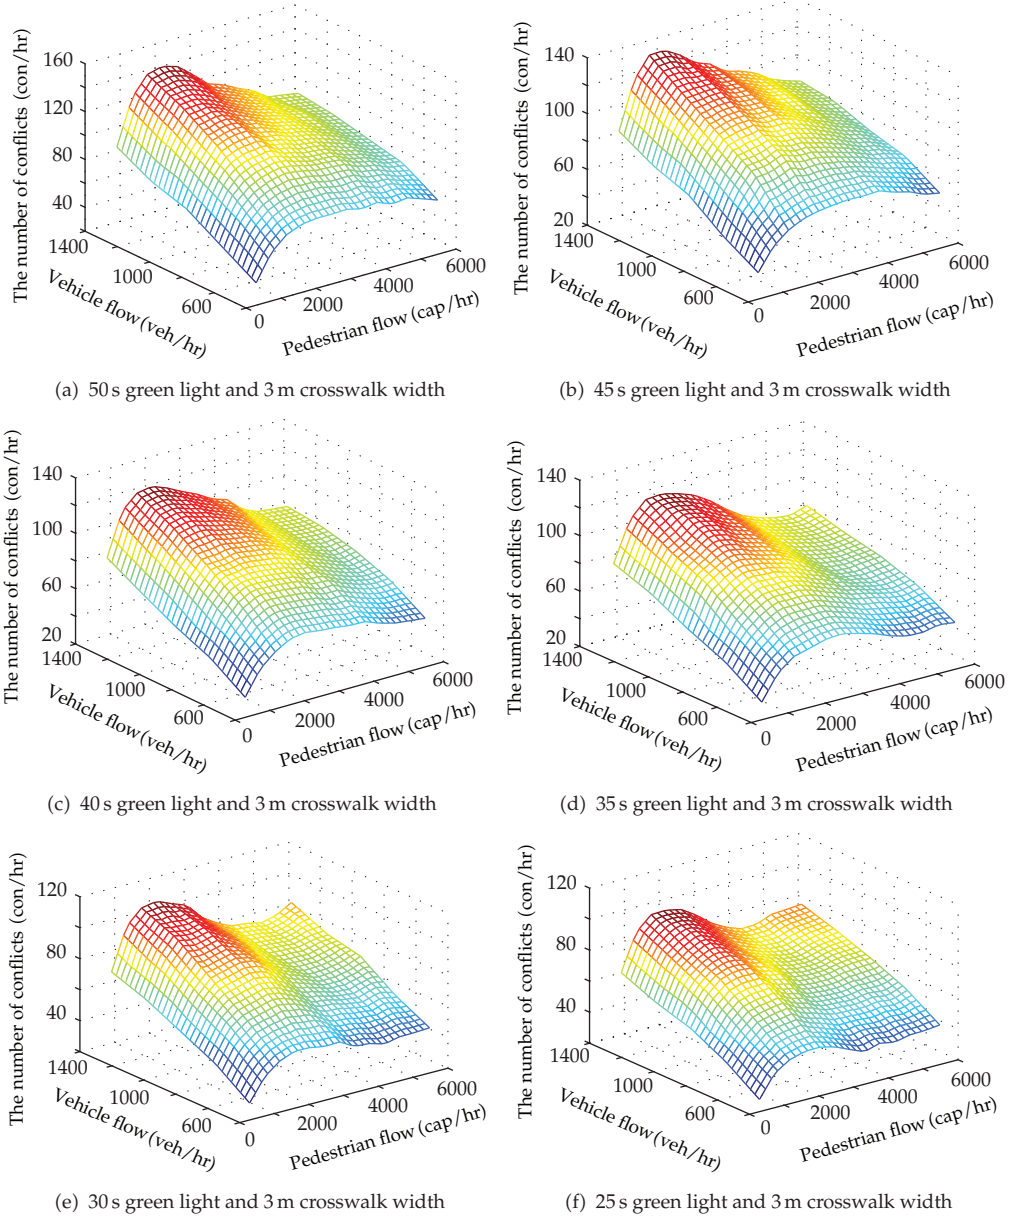 The number of conflicts (con/hr)
160
120
80
40
1400
1000
600
Vehicle flow(veh/hr)
0
2000
4000
6000
Pedestrian flow (cap/hr)
(a) 50 s green light and 3 m crosswalk width
The number of conflicts (con/hr)
140
100
60
20
1400
1000
600
Vehicle flow(veh/hr)
0
2000
4000
6000
Pedestrian flow (cap/hr)
(b) 45 s green light and 3 m crosswalk width
The number of conflicts (con/hr)
140
100
60
20
1400
1000
600
Vehicle flow(veh/hr)
0
2000
4000
6000
Pedestrian flow (cap/hr)
(c) 40 s green light and 3 m crosswalk width
The number of conflicts (con/hr)
140
100
60
20
1400
1000
600
Vehicle flow(veh/hr)
0
2000
4000
6000
Pedestrian flow (cap/hr)
(d) 35 s green light and 3 m crosswalk width
The number of conflicts (con/hr)
120
80
40
1400
1000
600
Vehicle flow(veh/hr)
0
2000
4000
6000
Pedestrian flow (cap/hr)
(e) 30 s green light and 3 m crosswalk width
The number of conflicts (con/hr)
120
80
40
1400
1000
600
Vehicle flow(veh/hr)
0
2000
4000
6000
Pedestrian flow (cap/hr)
(f) 25 s green light and 3 m crosswalk width